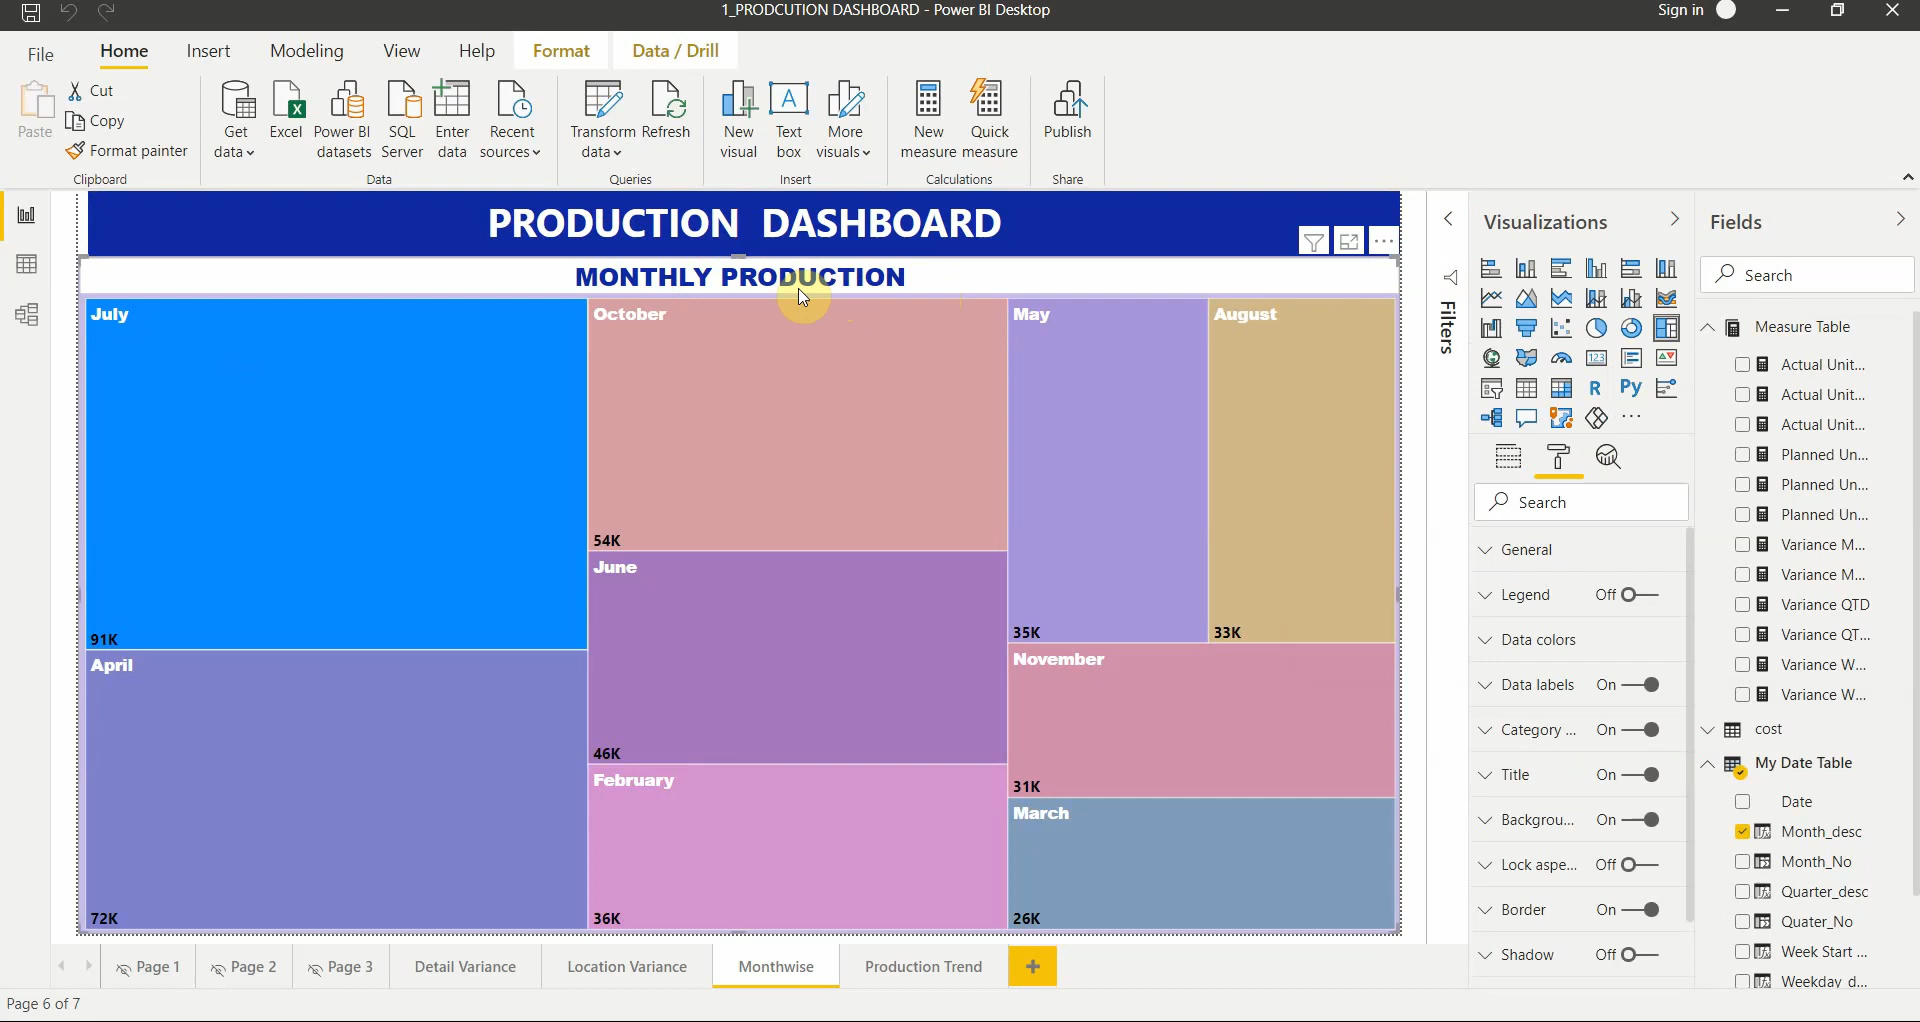 1_PRODCUTION DASHBOARD - Power BI Desktop
Sign in
File Home Insert Modeling View Help Format Data / Drill
Paste
Cut
Copy
Format painter
Clipboard
Get data
Excel
Power BI datasets
SQL Server
Enter data
Recent sources
Data
Transform data
Refresh
Queries
New visual
Text box
More visuals
Insert
New measure
Quick measure
Calculations
Publish
Share
PRODUCTION DASHBOARD
MONTHLY PRODUCTION
July
91K
April
72K
October
54K
June
46K
February
36K
May
35K
August
33K
November
31K
March
26K
Filters
Visualizations
123
R
Py
Search
General
Legend Off
Data colors
Data labels On
Category ... On
Title On
Backgrou... On
Lock aspe... Off
Border On
Shadow Off
Fields
Search
Measure Table
Actual Unit...
Actual Unit...
Actual Unit...
Planned Un...
Planned Un...
Planned Un...
Variance M...
Variance M...
Variance QTD
Variance QT...
Variance W...
Variance W...
cost
My Date Table
Date
Month_desc
Month_No
Quarter_desc
Quater_No
Week Start ...
Weekday d...
Page 1
Page 2
Page 3
Detail Variance
Location Variance
Monthwise
Production Trend
Page 6 of 7